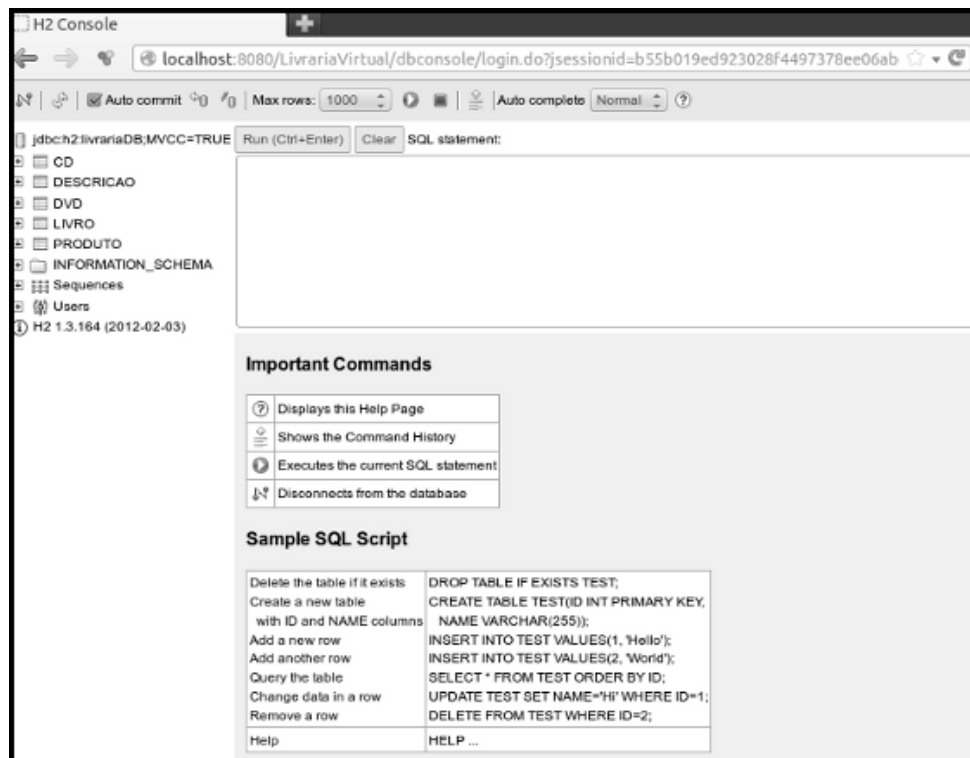 H2 Console
localhost:8080/LivrariaVirtual/dbconsole/login.do?jsessionid=b55b019ed923028f4497378ee06ab
Auto commit Max rows: 1000 Auto complete Normal
jdbc:h2:livrariaDB;MVCC=TRUE Run (Ctrl+Enter) Clear SQL statement:
CD
DESCRICAO
DVD
LIVRO
PRODUTO
INFORMATION_SCHEMA
Sequences
Users
H2 1.3.164 (2012-02-03)
Important Commands
Displays this Help Page
Shows the Command History
Executes the current SQL statement
Disconnects from the database
Sample SQL Script
Delete the table if it exists DROP TABLE IF EXISTS TEST;
Create a new table CREATE TABLE TEST(ID INT PRIMARY KEY,
with ID and NAME columns NAME VARCHAR(255));
Add a new row INSERT INTO TEST VALUES(1, 'Hello');
Add another row INSERT INTO TEST VALUES(2, 'World');
Query the table SELECT * FROM TEST ORDER BY ID;
Change data in a row UPDATE TEST SET NAME='Hi' WHERE ID=1;
Remove a row DELETE FROM TEST WHERE ID=2;
Help HELP ...